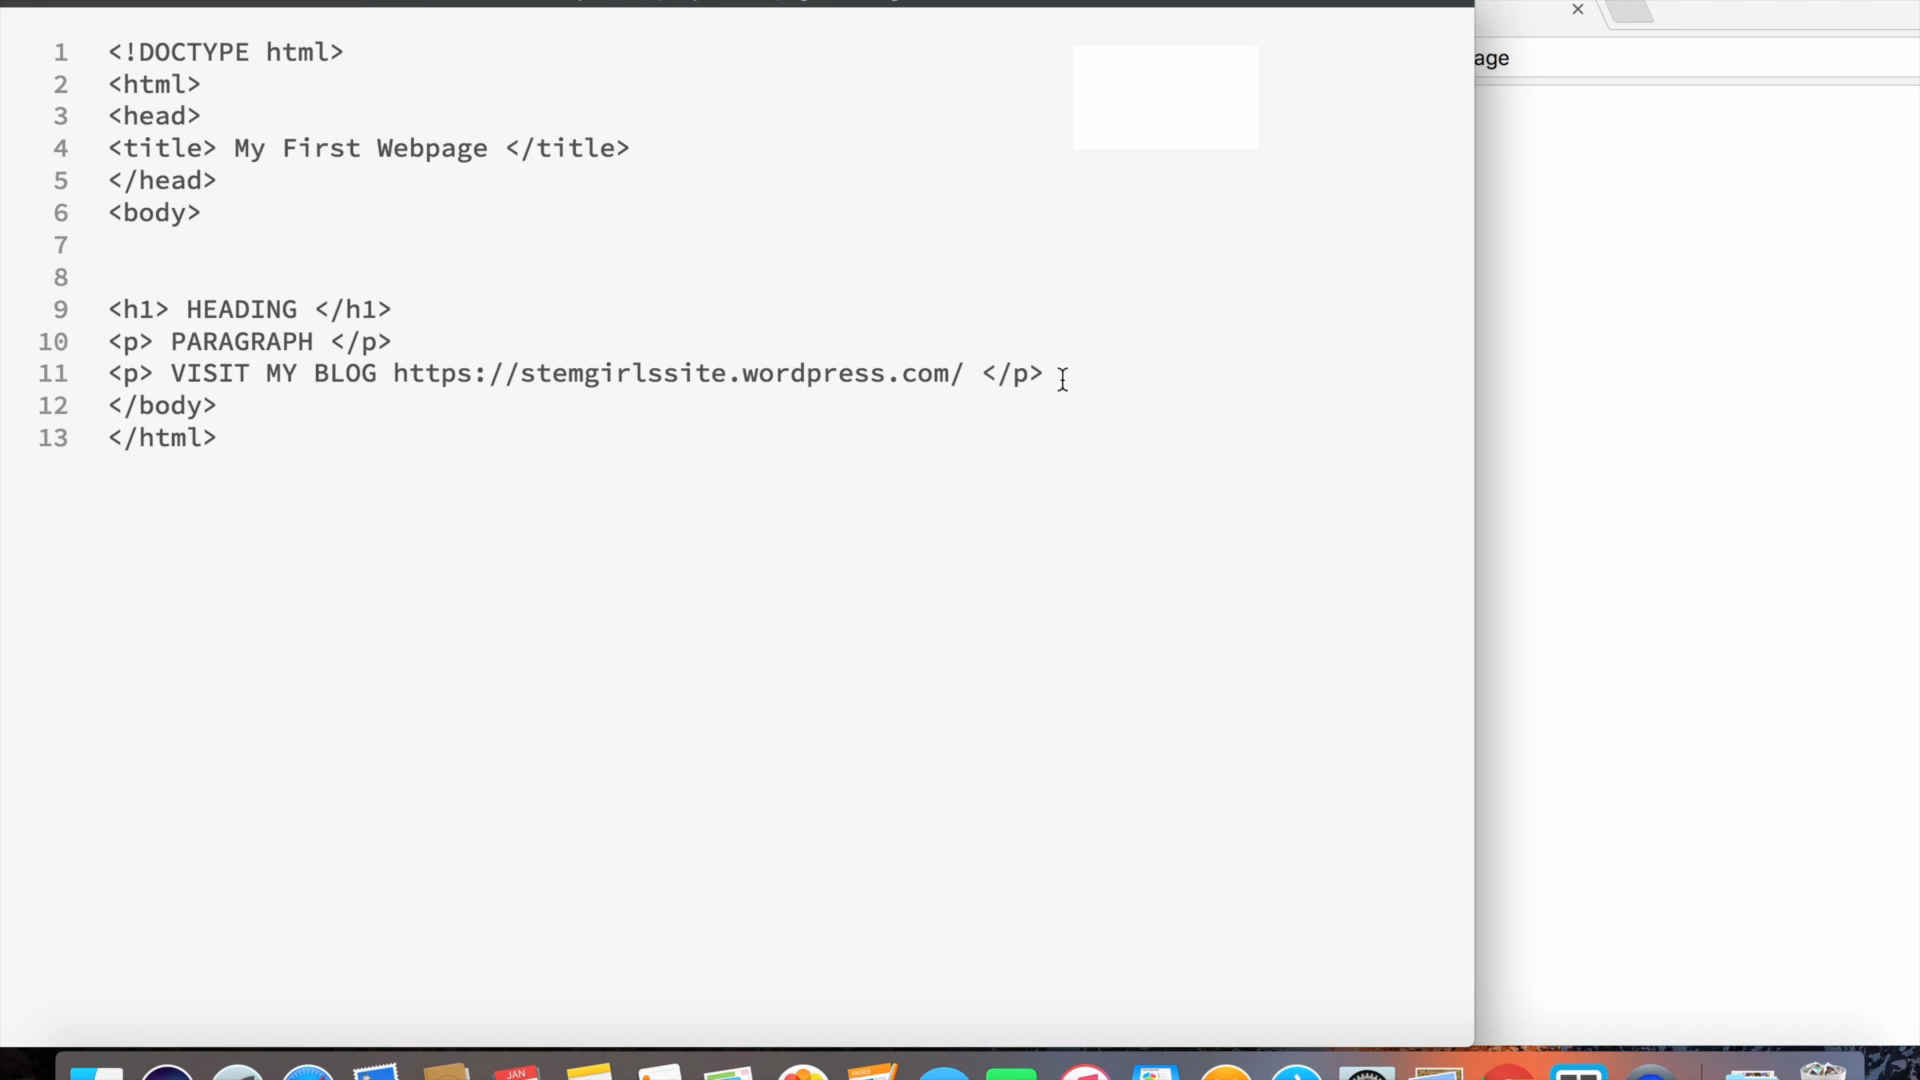 age
1 <!DOCTYPE html>
2 <html>
3 <head>
4 <title> My First Webpage </title>
5 </head>
6 <body>
7
8
9 <h1> HEADING </h1>
10 <p> PARAGRAPH </p>
11 <p> VISIT MY BLOG https://stemgirlssite.wordpress.com/ </p>
12 </body>
13 </html>
JAN